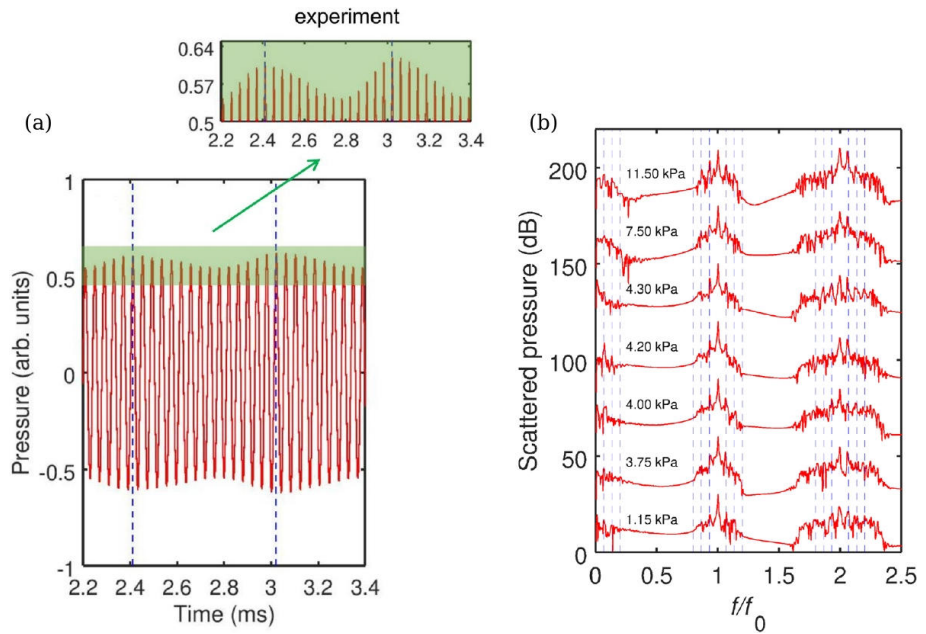 experiment
0.64
0.57
0.5
2.2 2.4 2.6 2.8 3 3.2 3.4
(a)
1
0.5
0
-0.5
-1
Pressure (arb. units)
2.2 2.4 2.6 2.8 3 3.2 3.4
Time (ms)
(b)
200
150
100
50
0
Scattered pressure (dB)
11.50 kPa
7.50 kPa
4.30 kPa
4.20 kPa
4.00 kPa
3.75 kPa
1.15 kPa
0 0.5 1 1.5 2 2.5
f/f0